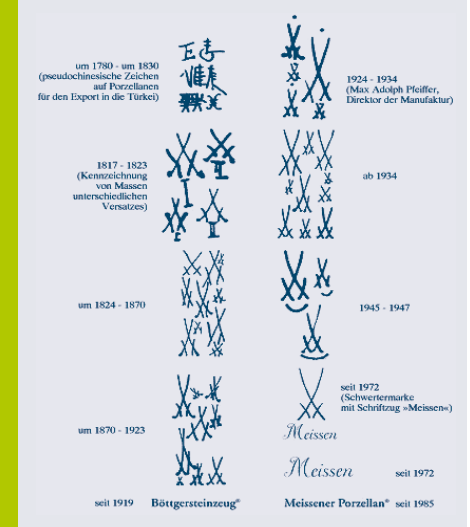 um 1780 - um 1830
(pseudochinesische Zeichen
auf Porzellanen
für den Export in die Türkei)
1817 - 1823
(Kennzeichnung
von Massen
unterschiedlichen
Versatzes)
um 1824 - 1870
um 1870 - 1923
seit 1919 Böttgersteinzeug®
1924 - 1934
(Max Adolph Pfeiffer,
Direktor der Manufaktur)
ab 1934
1945 - 1947
seit 1972
(Schwertermarke
mit Schriftzug »Meissen«)
Meissen
Meissen seit 1972
Meissener Porzellan® seit 1985